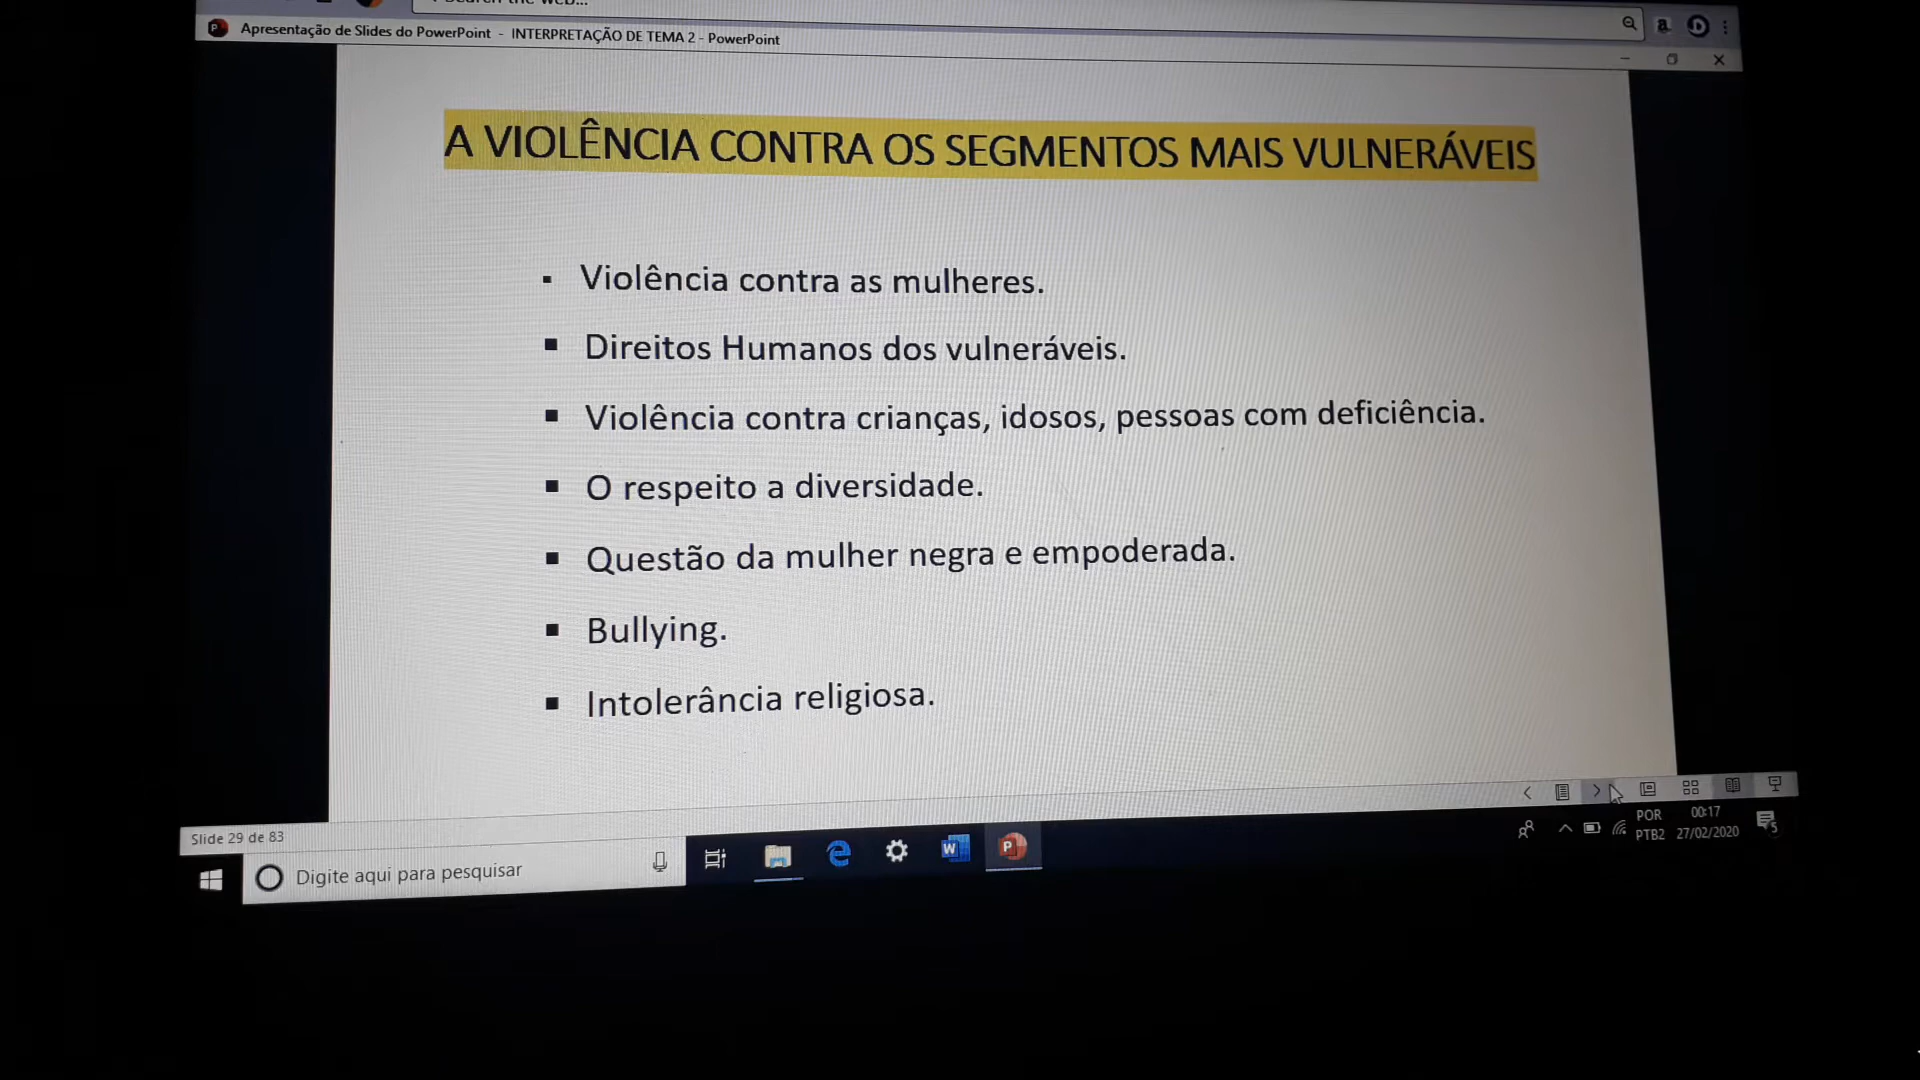 Apresentação de Slides do PowerPoint - INTERPRETAÇÃO DE TEMA 2 - PowerPoint
A VIOLÊNCIA CONTRA OS SEGMENTOS MAIS VULNERÁVEIS
▪ Violência contra as mulheres.
▪ Direitos Humanos dos vulneráveis.
▪ Violência contra crianças, idosos, pessoas com deficiência.
▪ O respeito a diversidade.
▪ Questão da mulher negra e empoderada.
▪ Bullying.
▪ Intolerância religiosa.
Slide 29 de 83
Digite aqui para pesquisar
POR 00:17
PTB2 27/02/2020